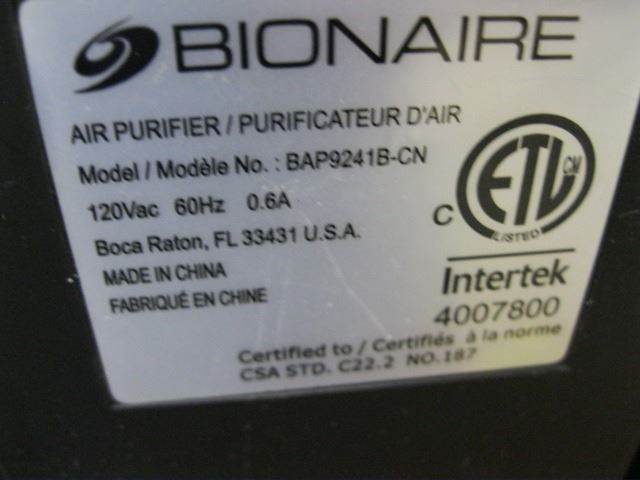 BIONAIRE
AIR PURIFIER / PURIFICATEUR D'AIR
Model / Modèle No. : BAP9241B-CN
120Vac 60Hz 0.6A
Boca Raton, FL 33431 U.S.A.
MADE IN CHINA
FABRIQUÉ EN CHINE
C ETL CM
LISTED
Intertek
4007800
Certified to / Certifiés à la norme
CSA STD. C22.2 NO.187